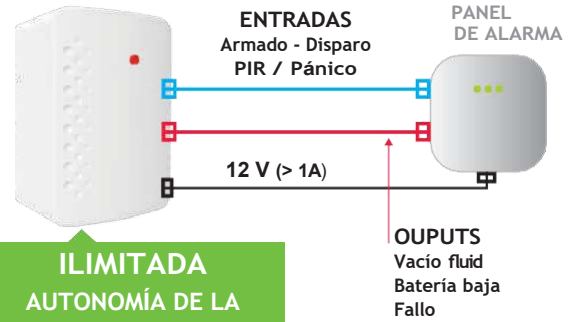 ENTRADAS
Armado - Disparo
PIR / Pánico
PANEL
DE ALARMA
12 V (> 1A)
OUPUTS
Vacío fluid
Batería baja
Fallo
ILIMITADA
AUTONOMÍA DE LA